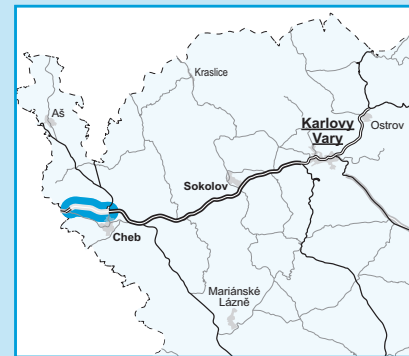 Kraslice
Aš
Karlovy
Vary
Ostrov
Sokolov
Cheb
Mariánské
Lázně